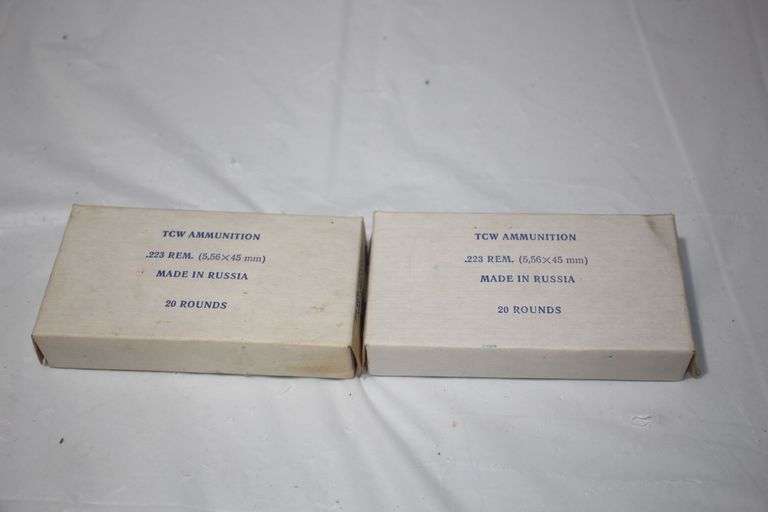 TCW AMMUNITION
.223 REM. (5,56×45 mm)
MADE IN RUSSIA
20 ROUNDS
TCW AMMUNITION
.223 REM. (5,56×45 mm)
MADE IN RUSSIA
20 ROUNDS